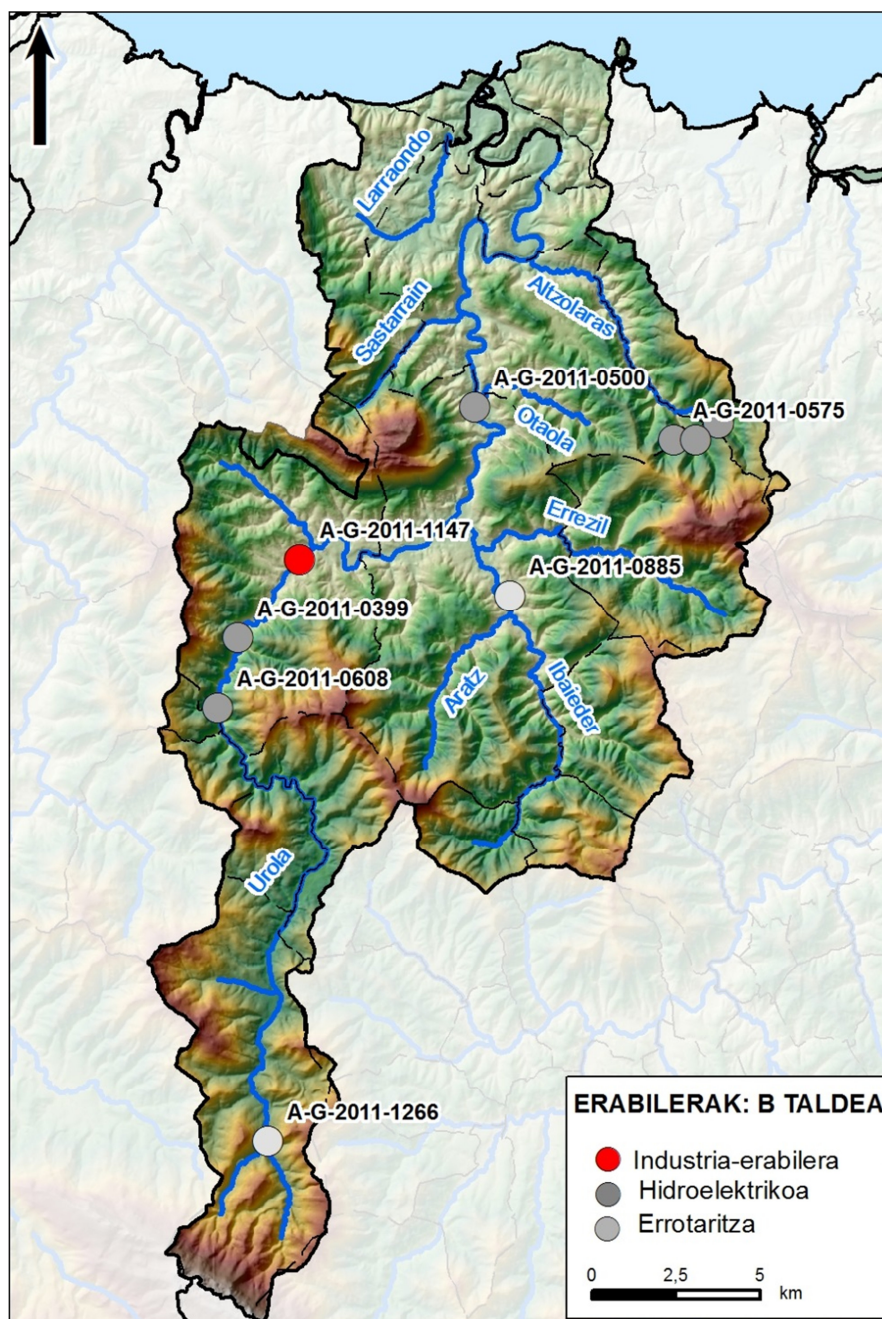 Larraondo
Sastarrain
Altzolaras
A-G-2011-0500
A-G-2011-0575
Otaola
Errezil
A-G-2011-1147
A-G-2011-0885
A-G-2011-0399
A-G-2011-0608
Aratz
Ibaieder
Urola
A-G-2011-1266
ERABILERAK: B TALDEA
Industria-erabilera
Hidroelektrikoa
Errotaritza
0 2,5 5
km